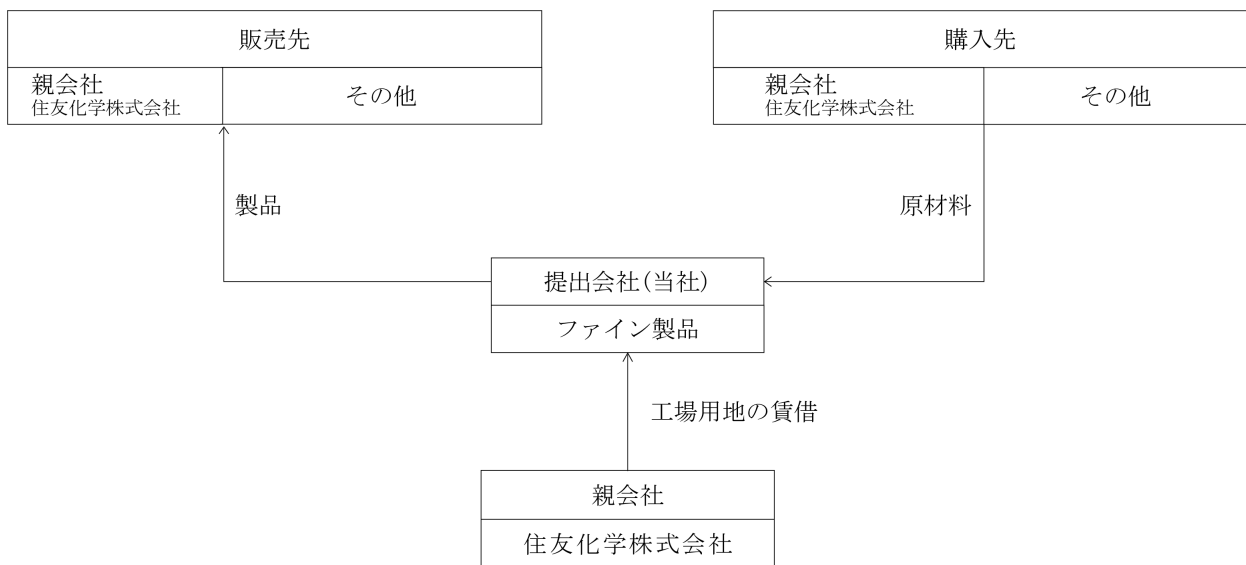 販売先
親会社
住友化学株式会社
その他
購入先
親会社
住友化学株式会社
その他
製品
原材料
提出会社(当社)
ファイン製品
工場用地の賃借
親会社
住友化学株式会社